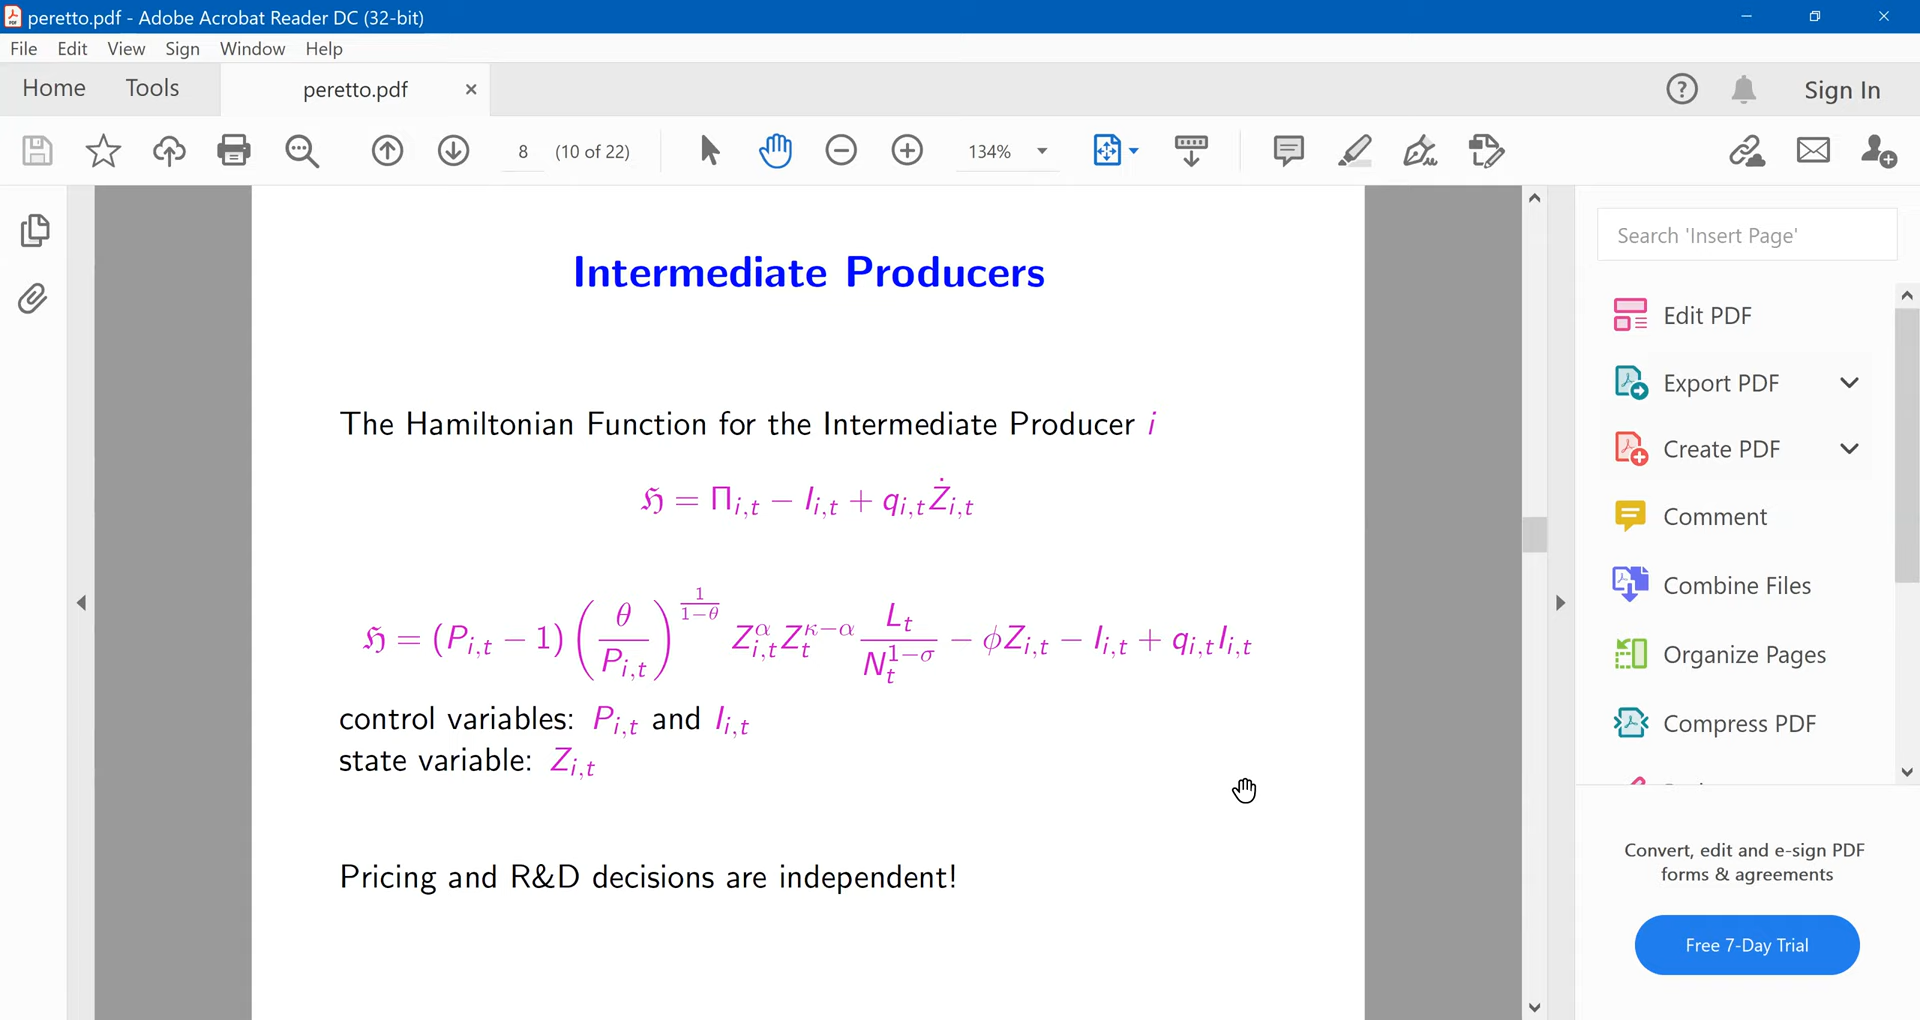 peretto.pdf - Adobe Acrobat Reader DC (32-bit)
File Edit View Sign Window Help
Home Tools peretto.pdf × Sign In
8 (10 of 22) 134%
Search 'Insert Page'
Edit PDF
Export PDF
Create PDF
Comment
Combine Files
Organize Pages
Compress PDF
Convert, edit and e-sign PDF
forms & agreements
Free 7-Day Trial
Intermediate Producers
The Hamiltonian Function for the Intermediate Producer i
ℌ = Π_{i,t} − I_{i,t} + q_{i,t}Ż_{i,t}
ℌ = (P_{i,t} − 1) (θ/P_{i,t})^{1/(1−θ)} Z_{i,t}^α Z_t^{κ−α} L_t/N_t^{1−σ} − ϕZ_{i,t} − I_{i,t} + q_{i,t}I_{i,t}
control variables: P_{i,t} and I_{i,t}
state variable: Z_{i,t}
Pricing and R&D decisions are independent!